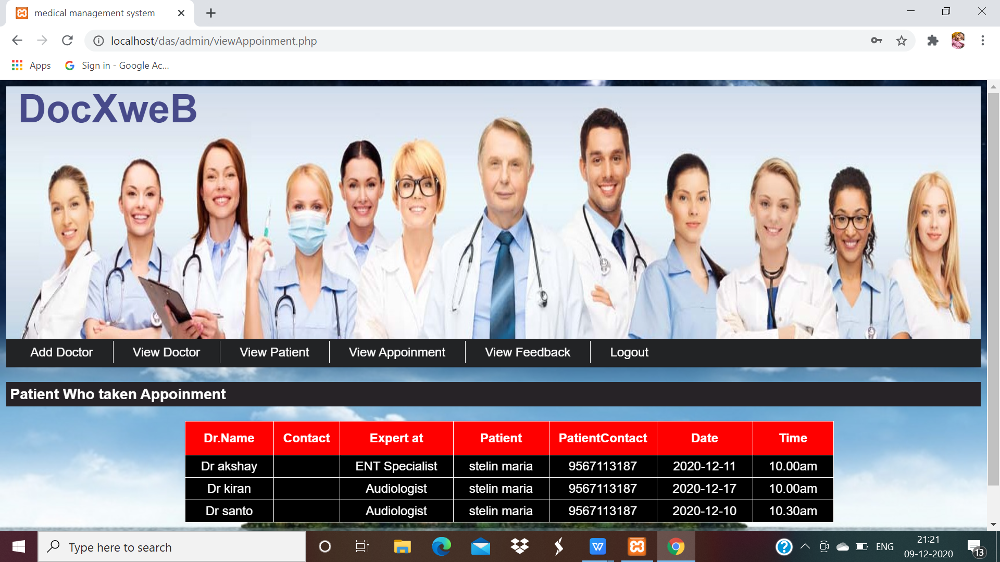 medical management system
localhost/das/admin/viewAppoinment.php
Apps
Sign in - Google Ac...
DocXweB
Add Doctor View Doctor View Patient View Appoinment View Feedback Logout
Patient Who taken Appoinment
Dr.Name Contact Expert at Patient PatientContact Date Time
Dr akshay ENT Specialist stelin maria 9567113187 2020-12-11 10.00am
Dr kiran Audiologist stelin maria 9567113187 2020-12-17 10.00am
Dr santo Audiologist stelin maria 9567113187 2020-12-10 10.30am
Type here to search
ENG
21:21
09-12-2020
13